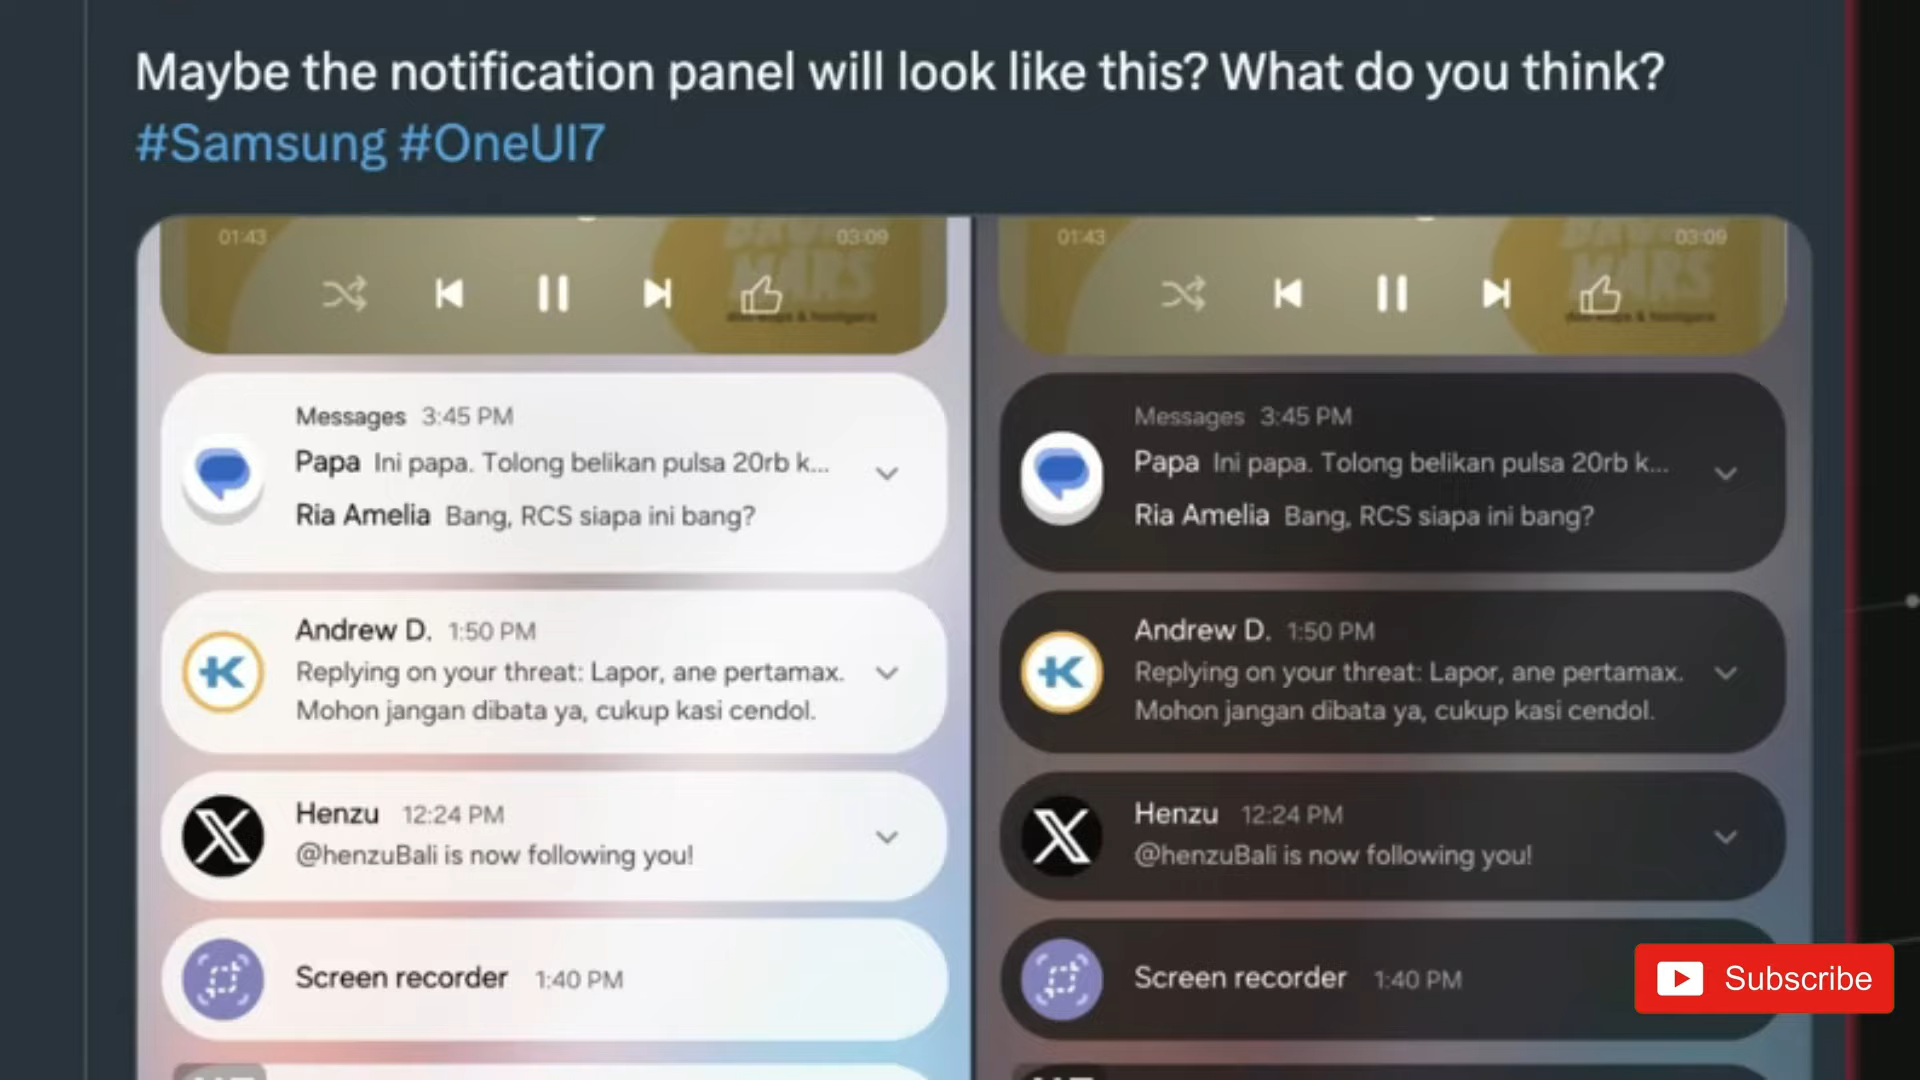 Maybe the notification panel will look like this? What do you think?
#Samsung #OneUI7
01:43 03:09
MARS
Messages 3:45 PM
Papa Ini papa. Tolong belikan pulsa 20rb k...
Ria Amelia Bang, RCS siapa ini bang?
Andrew D. 1:50 PM
Replying on your threat: Lapor, ane pertamax.
Mohon jangan dibata ya, cukup kasi cendol.
Henzu 12:24 PM
@henzuBali is now following you!
Screen recorder 1:40 PM
01:43 03:09
MARS
Messages 3:45 PM
Papa Ini papa. Tolong belikan pulsa 20rb k...
Ria Amelia Bang, RCS siapa ini bang?
Andrew D. 1:50 PM
Replying on your threat: Lapor, ane pertamax.
Mohon jangan dibata ya, cukup kasi cendol.
Henzu 12:24 PM
@henzuBali is now following you!
Screen recorder 1:40 PM
Subscribe